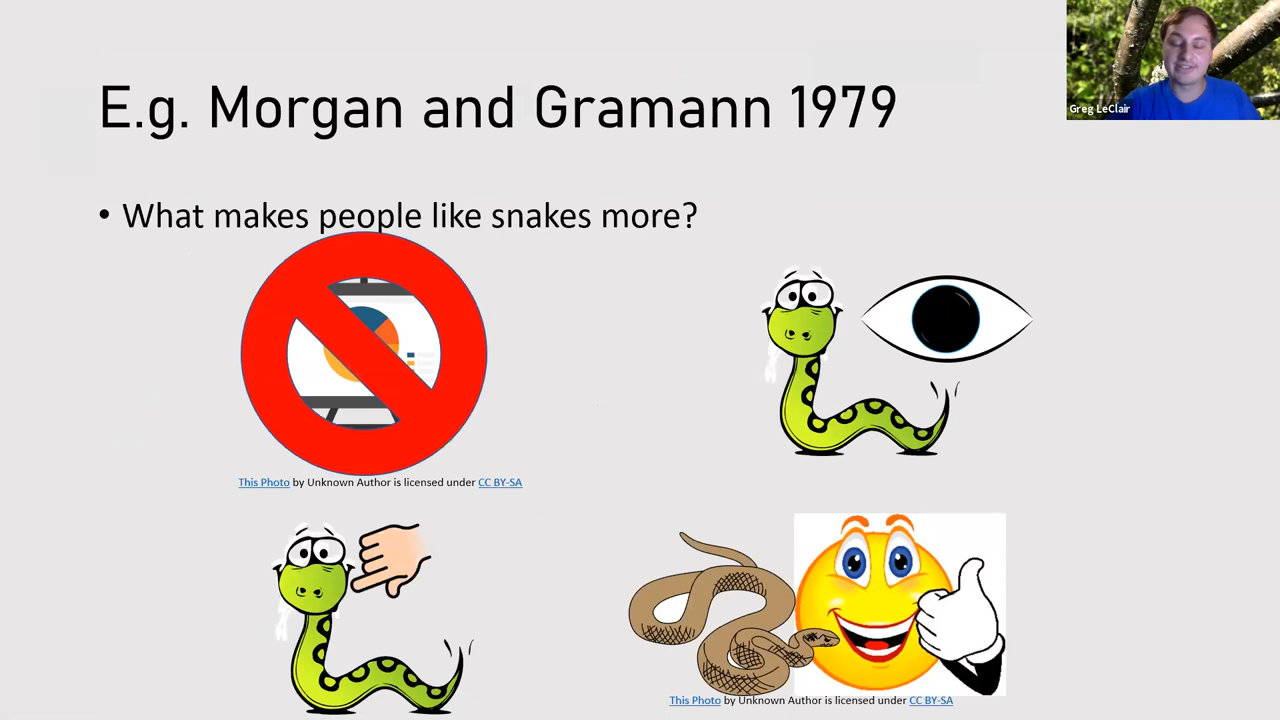 E.g. Morgan and Gramann 1979
Greg LeClair
• What makes people like snakes more?
This Photo by Unknown Author is licensed under CC BY-SA
This Photo by Unknown Author is licensed under CC BY-SA